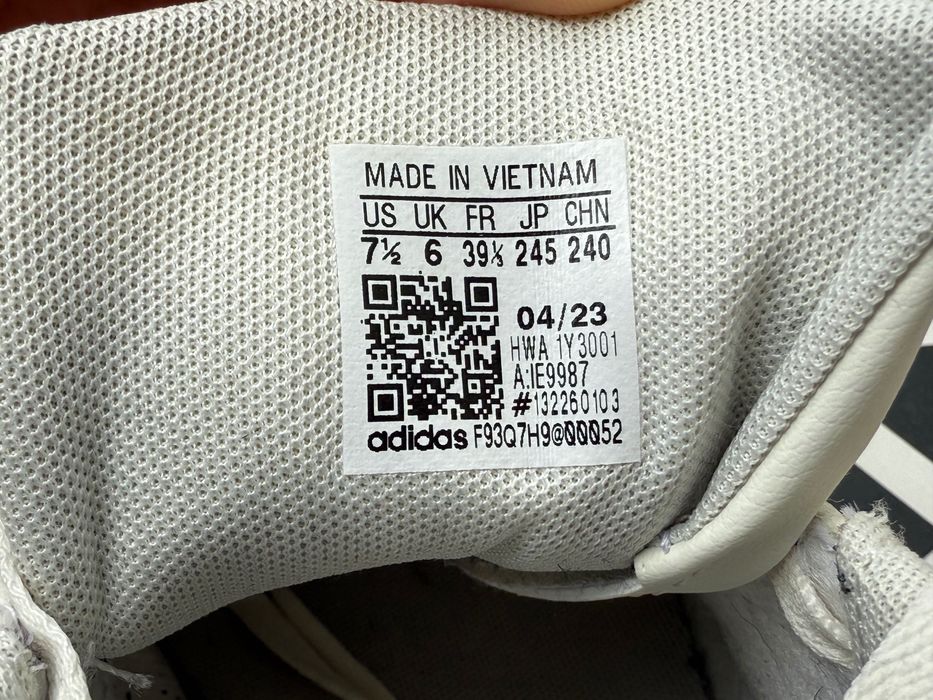 MADE IN VIETNAM
US UK FR JP CHN
7½ 6 39⅓ 245 240
04/23
HWA 1Y3001
A:IE9987
#132260103
adidas F93Q7H9@00052